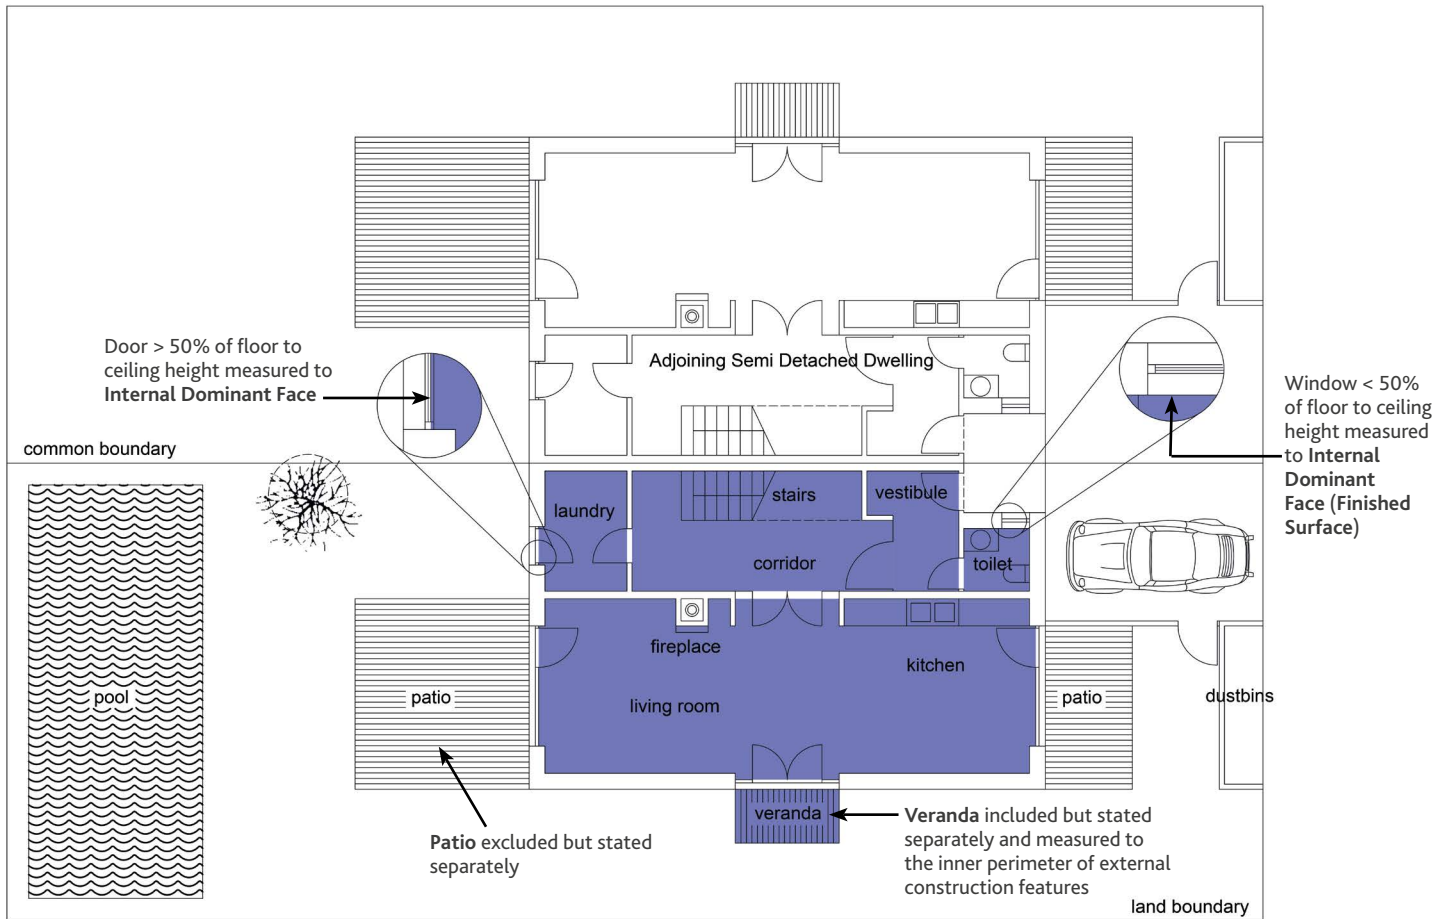 Adjoining Semi Detached Dwelling
Door > 50% of floor to
ceiling height measured to
Internal Dominant Face
Window < 50%
of floor to ceiling
height measured
to Internal
Dominant
Face (Finished
Surface)
common boundary
laundry
stairs
vestibule
corridor
toilet
fireplace
kitchen
living room
pool
patio
patio
dustbins
veranda
Patio excluded but stated
separately
Veranda included but stated
separately and measured to
the inner perimeter of external
construction features
land boundary